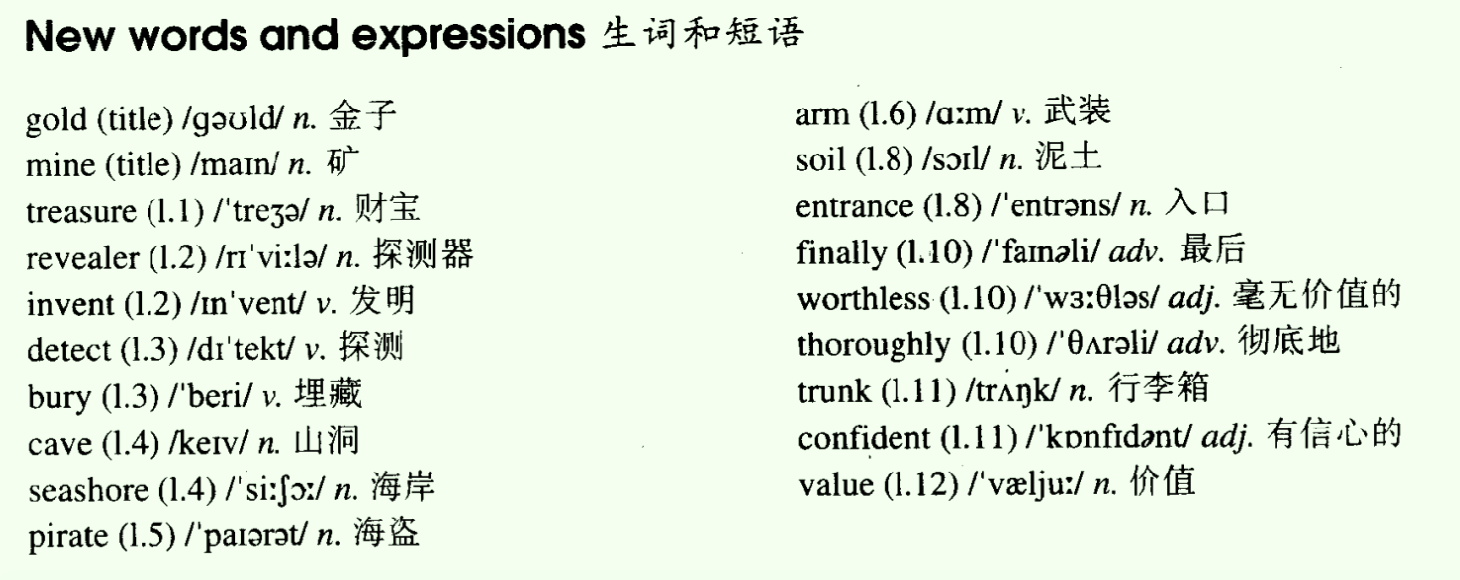 New words and expressions 生词和短语
gold (title) /ɡəʊld/ n. 金子
mine (title) /maɪn/ n. 矿
treasure (l.1) /ˈtreʒə/ n. 财宝
revealer (l.2) /rɪˈviːlə/ n. 探测器
invent (l.2) /ɪnˈvent/ v. 发明
detect (l.3) /dɪˈtekt/ v. 探测
bury (l.3) /ˈberi/ v. 埋藏
cave (l.4) /keɪv/ n. 山洞
seashore (l.4) /ˈsiːʃɔː/ n. 海岸
pirate (l.5) /ˈpaɪərət/ n. 海盗
arm (l.6) /ɑːm/ v. 武装
soil (l.8) /sɔɪl/ n. 泥土
entrance (l.8) /ˈentrəns/ n. 入口
finally (l.10) /ˈfaɪnəli/ adv. 最后
worthless (l.10) /ˈwɜːθləs/ adj. 毫无价值的
thoroughly (l.10) /ˈθʌrəli/ adv. 彻底地
trunk (l.11) /trʌŋk/ n. 行李箱
confident (l.11) /ˈkɒnfɪdənt/ adj. 有信心的
value (l.12) /ˈvæljuː/ n. 价值